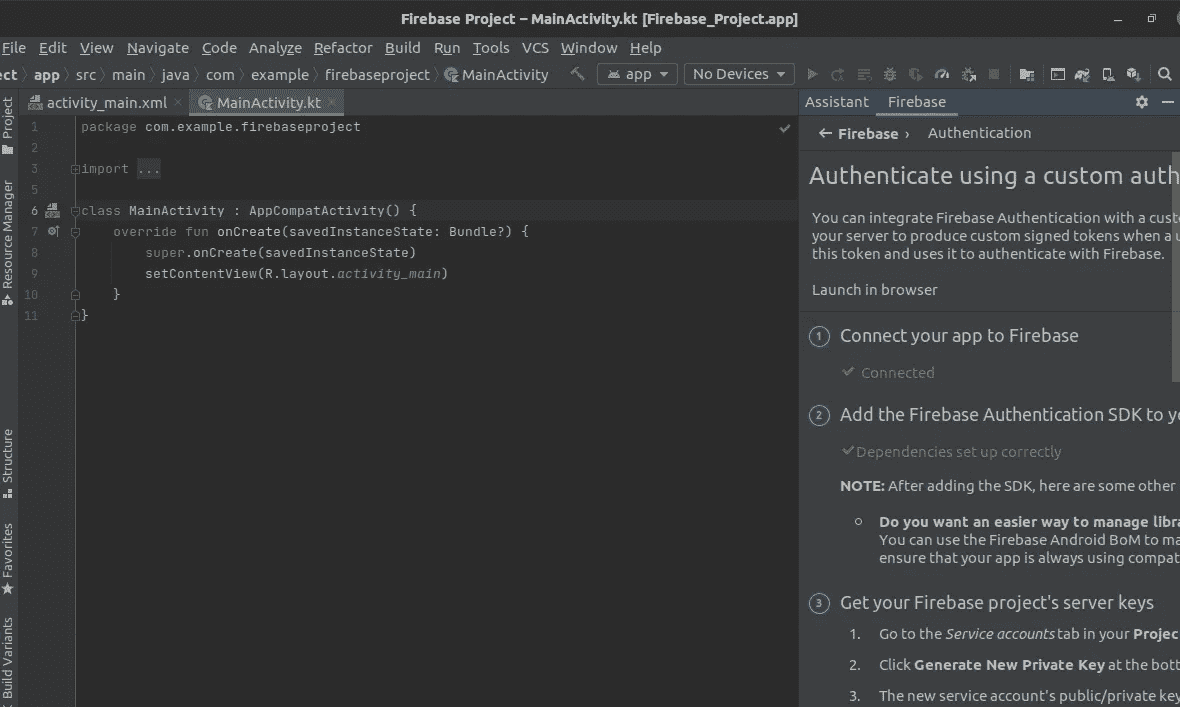 Firebase Project – MainActivity.kt [Firebase_Project.app]
File Edit View Navigate Code Analyze Refactor Build Run Tools VCS Window Help
ect › app › src › main › java › com › example › firebaseproject › MainActivity app No Devices
activity_main.xml MainActivity.kt
Assistant Firebase
Project
Resource Manager
Structure
Favorites
Build Variants
1 package com.example.firebaseproject
2
3 import ...
5
6 class MainActivity : AppCompatActivity() {
7 override fun onCreate(savedInstanceState: Bundle?) {
8 super.onCreate(savedInstanceState)
9 setContentView(R.layout.activity_main)
10 }
11 }
← Firebase › Authentication
Authenticate using a custom auth
You can integrate Firebase Authentication with a custo
your server to produce custom signed tokens when a u
this token and uses it to authenticate with Firebase.
Launch in browser
1 Connect your app to Firebase
Connected
2 Add the Firebase Authentication SDK to yo
Dependencies set up correctly
NOTE: After adding the SDK, here are some other
Do you want an easier way to manage libra
You can use the Firebase Android BoM to ma
ensure that your app is always using compat
3 Get your Firebase project's server keys
1. Go to the Service accounts tab in your Projec
2. Click Generate New Private Key at the bott
3. The new service account's public/private key